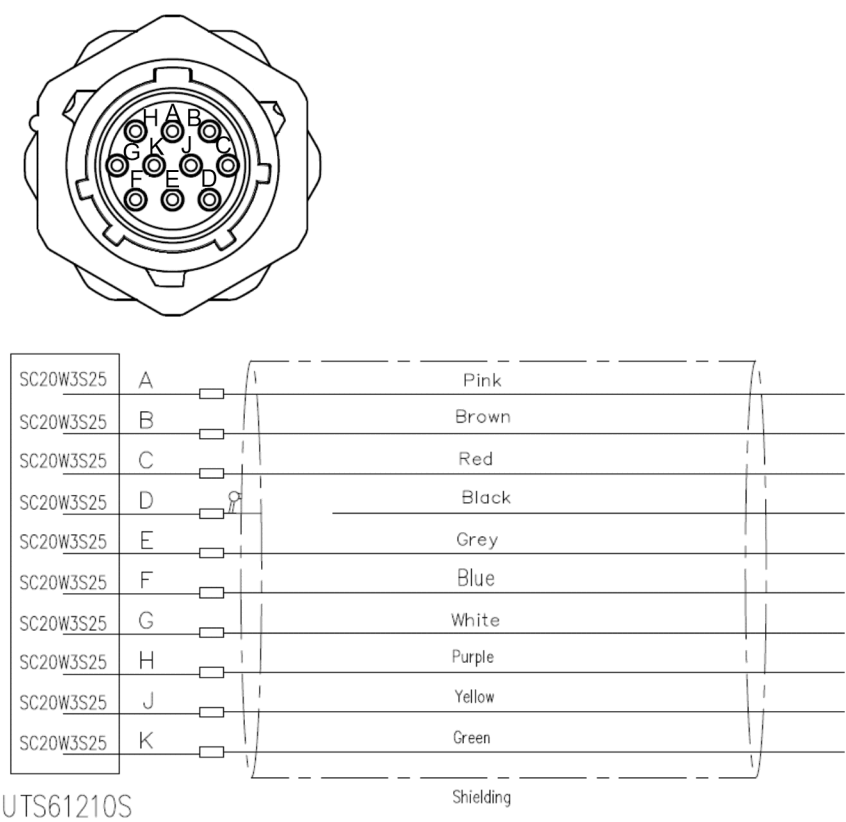 H A B
G K J C
F E D
SC20W3S25 A Pink
SC20W3S25 B Brown
SC20W3S25 C Red
SC20W3S25 D Black
SC20W3S25 E Grey
SC20W3S25 F Blue
SC20W3S25 G White
SC20W3S25 H Purple
SC20W3S25 J Yellow
SC20W3S25 K Green
Shielding
UTS61210S